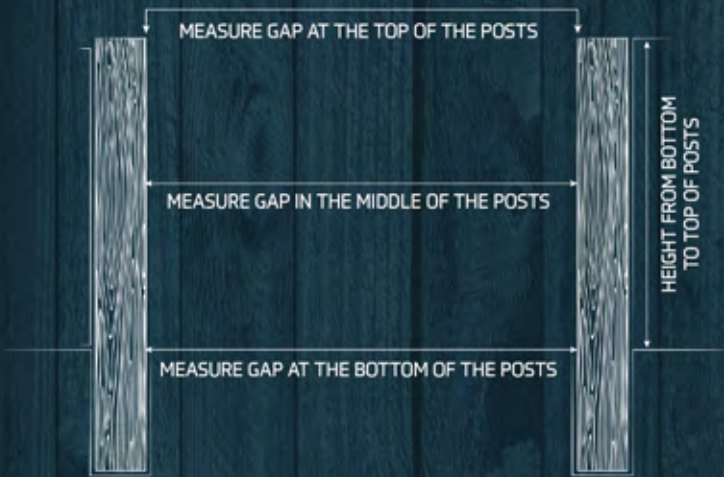 MEASURE GAP AT THE TOP OF THE POSTS
MEASURE GAP IN THE MIDDLE OF THE POSTS
HEIGHT FROM BOTTOM
TO TOP OF POSTS
MEASURE GAP AT THE BOTTOM OF THE POSTS